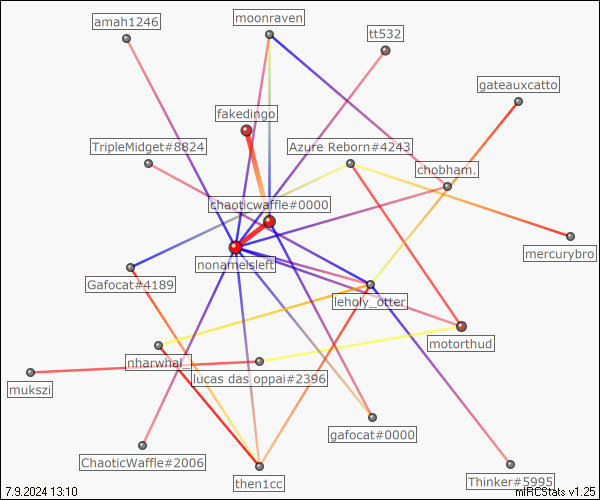 amah1246
moonraven
tt532
gateauxcatto
fakedingo
TripleMidget#8824
Azure Reborn#4243
chobham.
chaoticwaffle#0000
mercurybro
nonameisleft
Gafocat#4189
leholy_otter
motorthud
nharwhal_
lucas das oppai#2396
mukszi
gafocat#0000
ChaoticWaffle#2006
then1cc
Thinker#5995
7.9.2024 13:10
mIRCStats v1.25